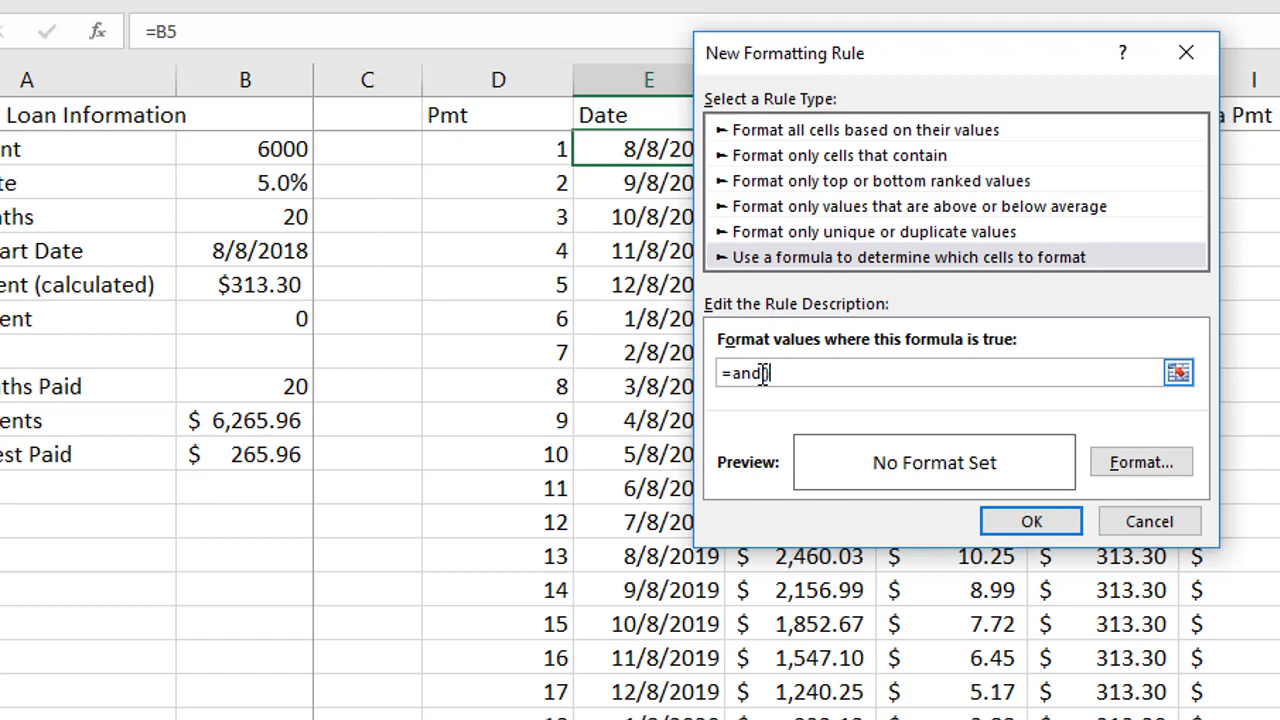 fx =B5
A B C D E I
Loan Information Pmt Date a Pmt
nt 6000 1 8/8/20
te 5.0% 2 9/8/20
ths 20 3 10/8/20
art Date 8/8/2018 4 11/8/20
ent (calculated) $313.30 5 12/8/20
ent 0 6 1/8/20
7 2/8/20
ths Paid 20 8 3/8/20
ents $ 6,265.96 9 4/8/20
est Paid $ 265.96 10 5/8/20
11 6/8/20
12 7/8/20
13 8/8/2019 $ 2,460.03 $ 10.25 $ 313.30 $
14 9/8/2019 $ 2,156.99 $ 8.99 $ 313.30 $
15 10/8/2019 $ 1,852.67 $ 7.72 $ 313.30 $
16 11/8/2019 $ 1,547.10 $ 6.45 $ 313.30 $
17 12/8/2019 $ 1,240.25 $ 5.17 $ 313.30 $
New Formatting Rule ?
Select a Rule Type:
► Format all cells based on their values
► Format only cells that contain
► Format only top or bottom ranked values
► Format only values that are above or below average
► Format only unique or duplicate values
► Use a formula to determine which cells to format
Edit the Rule Description:
Format values where this formula is true:
=and()
Preview: No Format Set Format...
OK Cancel